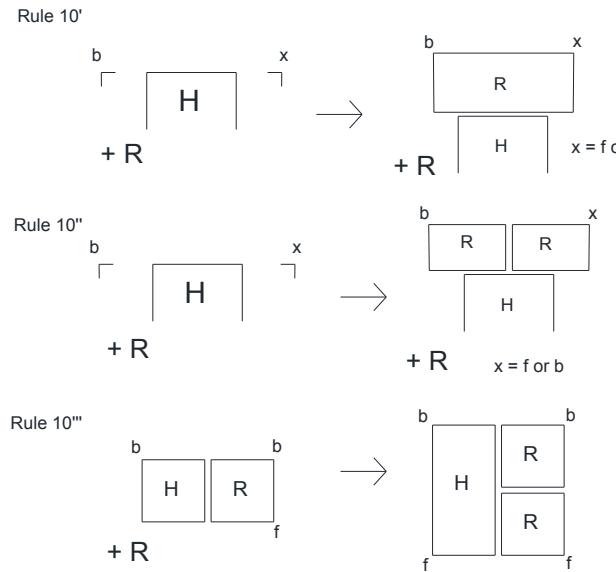 Rule 10'
b x b x
H R
+ R + R H x = f o
Rule 10''
b x b x
H R R
H
+ R + R x = f or b
Rule 10'''
b b b b
H R H R
R
+ R f f f